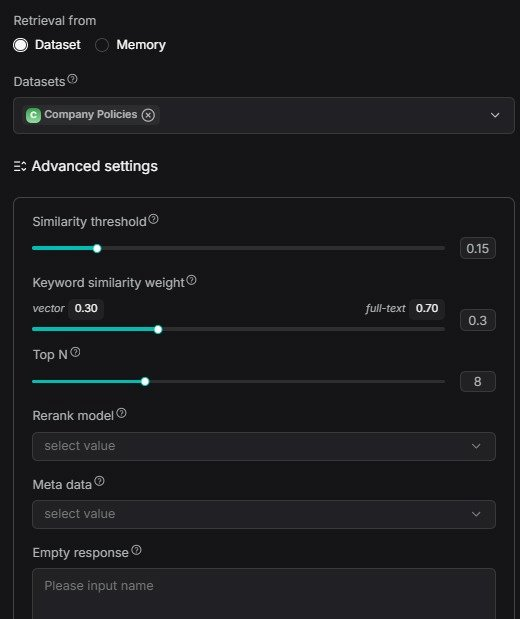 Retrieval from
Dataset Memory
Datasets
C Company Policies
Advanced settings
Similarity threshold
0.15
Keyword similarity weight
vector 0.30 full-text 0.70
0.3
Top N
8
Rerank model
select value
Meta data
select value
Empty response
Please input name